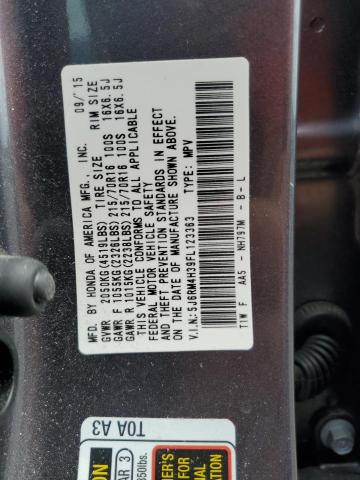 MFD. BY HONDA OF AMERICA MFG., INC. 09/15
GVWR 2050KG(4519LBS) TIRE SIZE RIM SIZE
GAWR F 1055KG(2326LBS) 215/70R16 100S 16X6.5J
GAWR R 1015KG(2238LBS) 215/70R16 100S 16X6.5J
THIS VEHICLE CONFORMS TO ALL APPLICABLE
FEDERAL MOTOR VEHICLE SAFETY
AND THEFT PREVENTION STANDARDS IN EFFECT
ON THE DATE OF MANUFACTURE SHOWN ABOVE.
V.I.N.:5J6RM4H39FL123363 TYPE: MPV
T1W F AA5 - NH797M - B - L
T0A A3